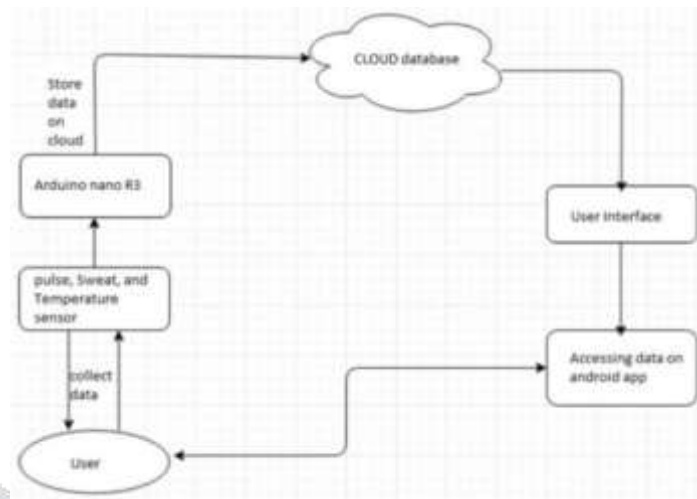 CLOUD database
Store
data
on
cloud
Arduino nano R3
User Interface
pulse, Sweat, and
Temperature
sensor
Accessing data on
android app
collect
data
User